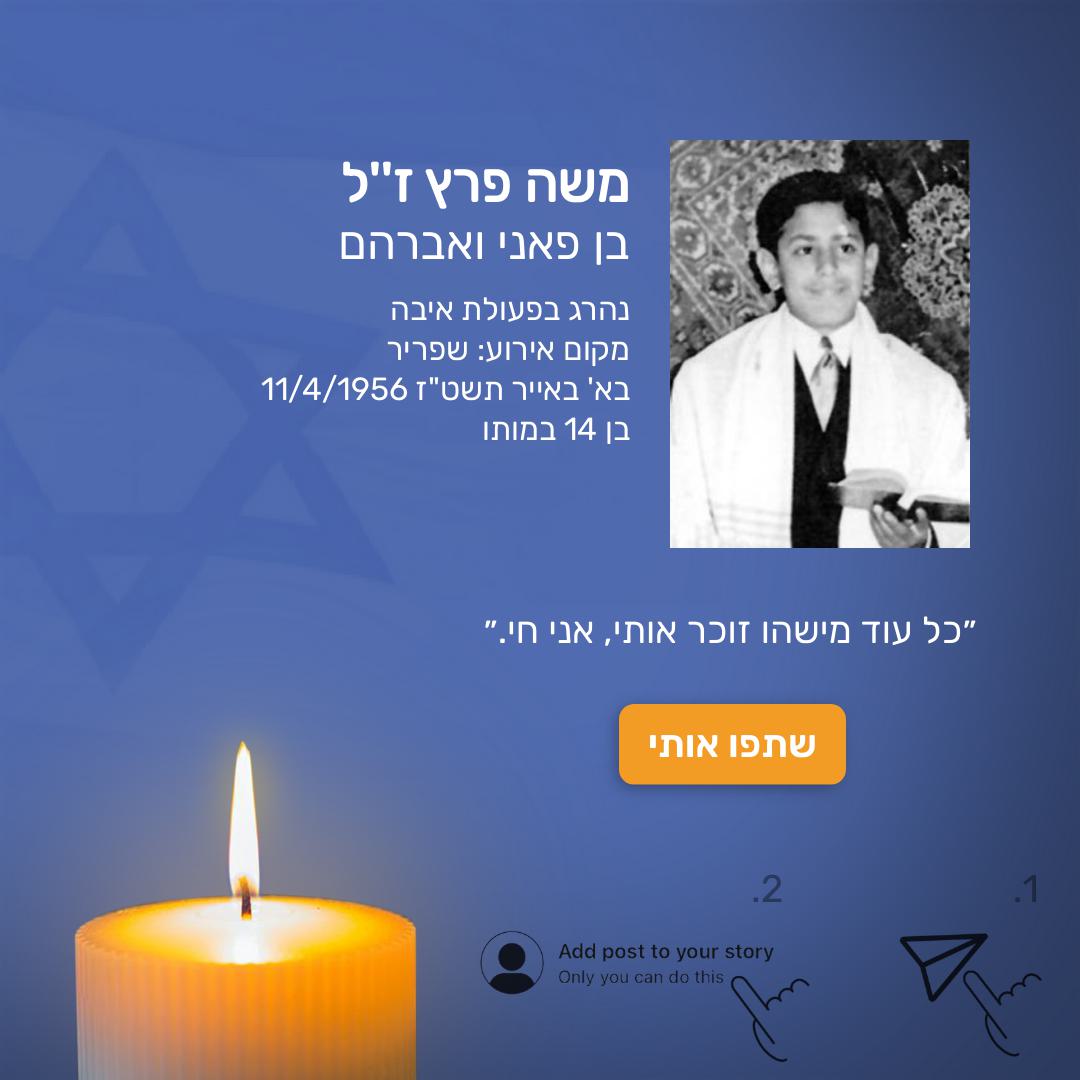 משה פרץ ז"ל
בן פאני ואברהם
נהרג בפעולת איבה
מקום אירוע: שפריר
בא' באייר תשט"ז 11/4/1956
בן 14 במותו
״כל עוד מישהו זוכר אותי, אני חי.״
שתפו אותי
1.
2.
Add post to your story
Only you can do this